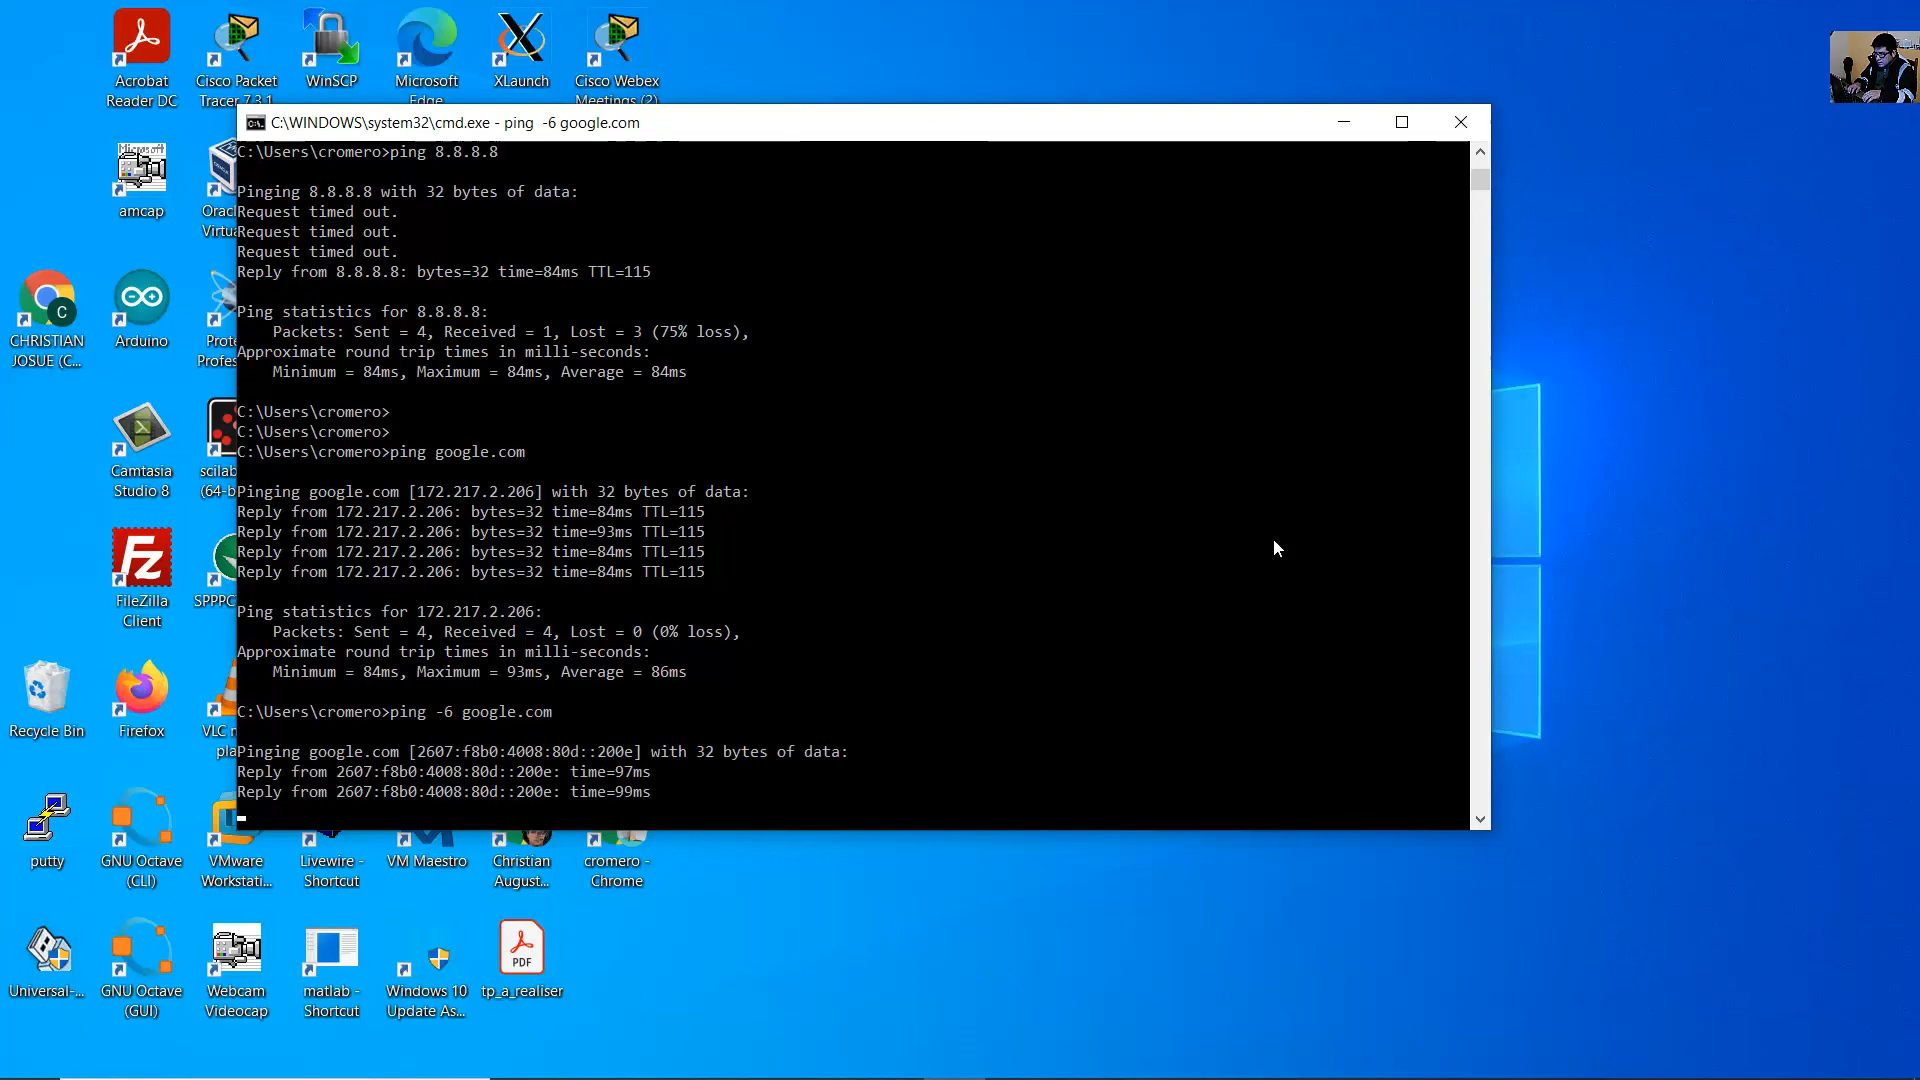 Acrobat
Reader DC
Cisco Packet
Tracer 7.3.1
WinSCP
Microsoft
Edge
XLaunch
Cisco Webex
Meetings (2)
C:\WINDOWS\system32\cmd.exe - ping  -6 google.com
C:\Users\cromero>ping 8.8.8.8
Pinging 8.8.8.8 with 32 bytes of data:
Request timed out.
Request timed out.
Request timed out.
Reply from 8.8.8.8: bytes=32 time=84ms TTL=115
Ping statistics for 8.8.8.8:
    Packets: Sent = 4, Received = 1, Lost = 3 (75% loss),
Approximate round trip times in milli-seconds:
    Minimum = 84ms, Maximum = 84ms, Average = 84ms
C:\Users\cromero>
C:\Users\cromero>
C:\Users\cromero>ping google.com
Pinging google.com [172.217.2.206] with 32 bytes of data:
Reply from 172.217.2.206: bytes=32 time=84ms TTL=115
Reply from 172.217.2.206: bytes=32 time=93ms TTL=115
Reply from 172.217.2.206: bytes=32 time=84ms TTL=115
Reply from 172.217.2.206: bytes=32 time=84ms TTL=115
Ping statistics for 172.217.2.206:
    Packets: Sent = 4, Received = 4, Lost = 0 (0% loss),
Approximate round trip times in milli-seconds:
    Minimum = 84ms, Maximum = 93ms, Average = 86ms
C:\Users\cromero>ping -6 google.com
Pinging google.com [2607:f8b0:4008:80d::200e] with 32 bytes of data:
Reply from 2607:f8b0:4008:80d::200e: time=97ms
Reply from 2607:f8b0:4008:80d::200e: time=99ms
Microsoft
amcap
Orac
Virtua
C
CHRISTIAN
JOSUE (C...
Arduino
Prote
Profes
Camtasia
Studio 8
scilab
(64-b
Fz
FileZilla
Client
SPPPC
Recycle Bin
Firefox
VLC m
pla
putty
GNU Octave
(CLI)
VMware
Workstati...
Livewire -
Shortcut
VM Maestro
Christian
August...
cromero -
Chrome
Universal-...
GNU Octave
(GUI)
Webcam
Videocap
matlab -
Shortcut
Windows 10
Update As...
PDF
tp_a_realiser